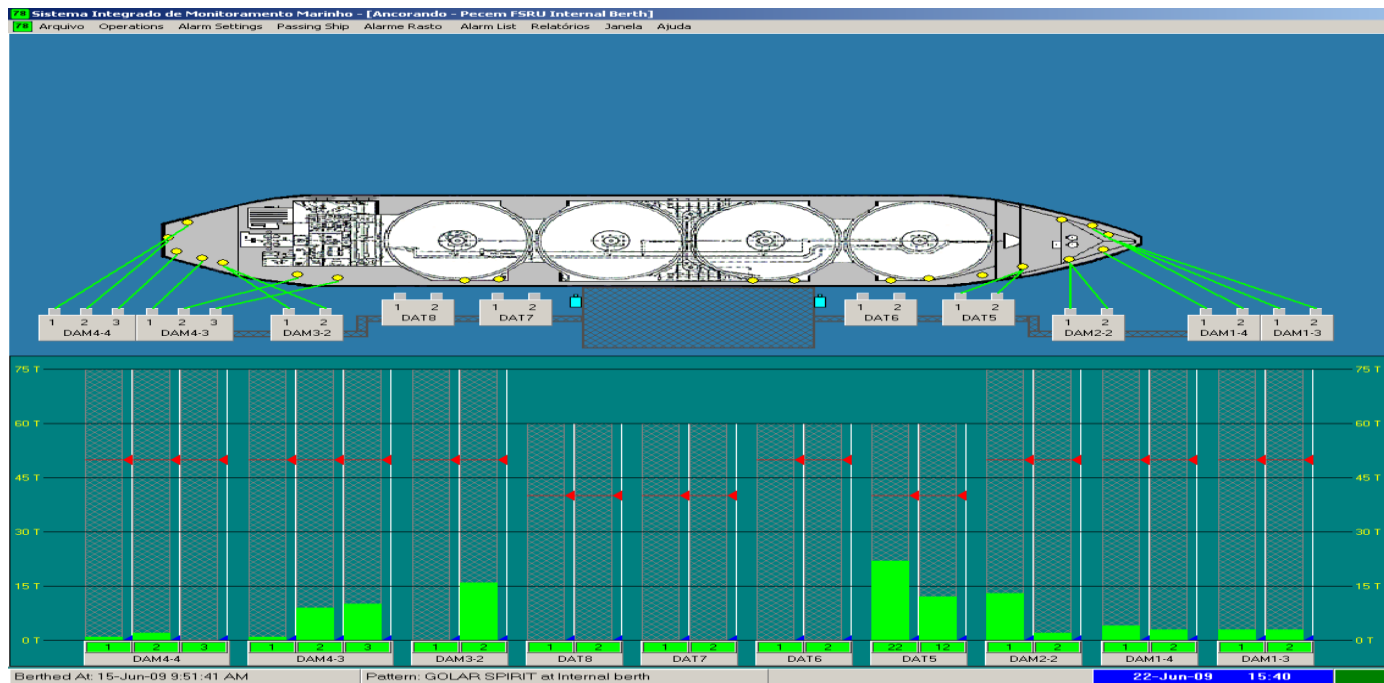 78 Sistema Integrado de Monitoramento Marinho - [Ancorando - Pecem FSRU Internal Berth]
78 Arquivo Operations Alarm Settings Passing Ship Alarme Rasto Alarm List Relatórios Janela Ajuda
1 2 DAT8
1 2 DAT7
1 2 DAT6
1 2 DAT5
1 2 3 DAM4-4
1 2 3 DAM4-3
1 2 DAM3-2
1 2 DAM2-2
1 2 DAM1-4
1 2 DAM1-3
75 T 75 T
60 T 60 T
45 T 45 T
30 T 30 T
15 T 15 T
0 T 0 T
1 2 3 1 2 3 1 2 1 2 1 2 1 2 22 12 1 2 1 2 1 2
DAM4-4 DAM4-3 DAM3-2 DAT8 DAT7 DAT6 DAT5 DAM2-2 DAM1-4 DAM1-3
Berthed At: 15-Jun-09 9:51:41 AM Pattern: GOLAR SPIRIT at Internal berth 22-Jun-09 15:40